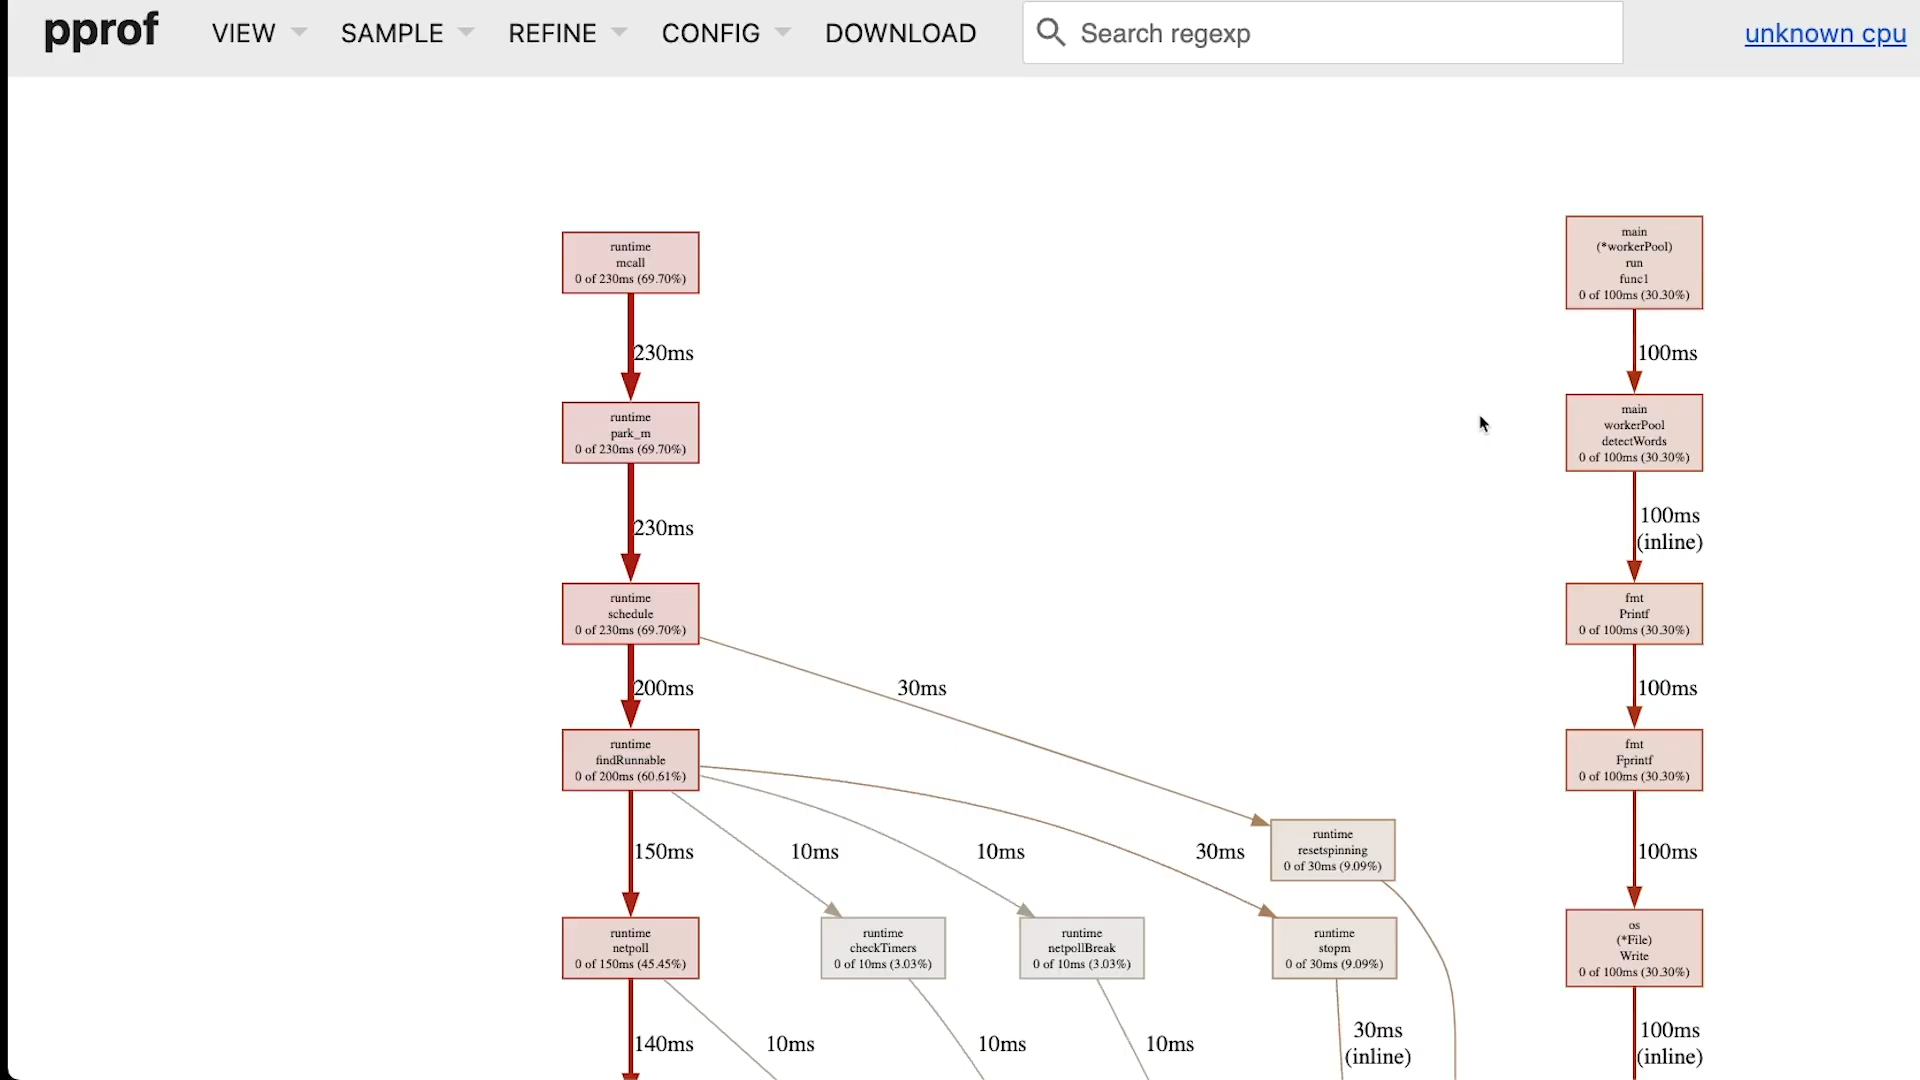 pprof
VIEW
SAMPLE
REFINE
CONFIG
DOWNLOAD
Search regexp
unknown cpu
runtime
mcall
0 of 230ms (69.70%)
main
(*workerPool)
run
func1
0 of 100ms (30.30%)
230ms
100ms
runtime
park_m
0 of 230ms (69.70%)
main
workerPool
detectWords
0 of 100ms (30.30%)
230ms
100ms
(inline)
runtime
schedule
0 of 230ms (69.70%)
fmt
Printf
0 of 100ms (30.30%)
200ms
30ms
100ms
runtime
findRunnable
0 of 200ms (60.61%)
fmt
Fprintf
0 of 100ms (30.30%)
150ms
10ms
10ms
30ms
runtime
resetspinning
0 of 30ms (9.09%)
100ms
runtime
netpoll
0 of 150ms (45.45%)
runtime
checkTimers
0 of 10ms (3.03%)
runtime
netpollBreak
0 of 10ms (3.03%)
runtime
stopm
0 of 30ms (9.09%)
os
(*File)
Write
0 of 100ms (30.30%)
140ms
10ms
10ms
10ms
30ms
(inline)
100ms
(inline)